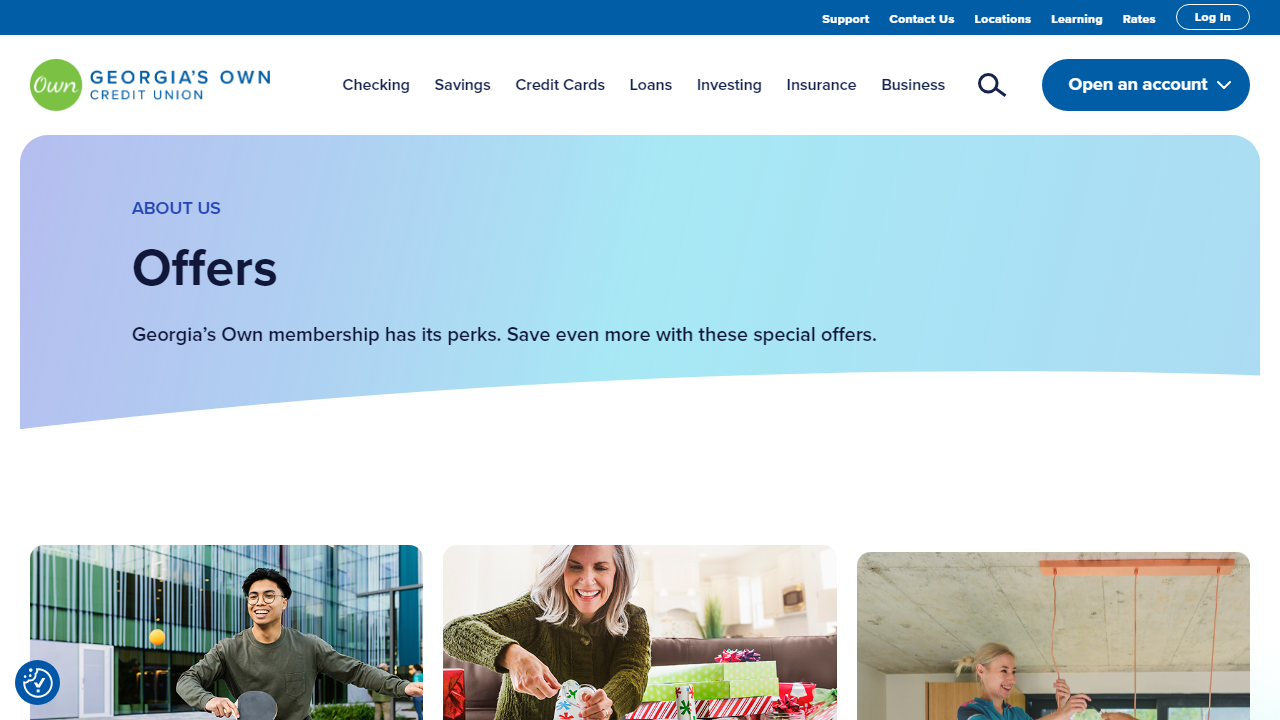 Support Contact Us Locations Learning Rates Log In
Own GEORGIA'S OWN
CREDIT UNION
Checking Savings Credit Cards Loans Investing Insurance Business Open an account
ABOUT US
Offers
Georgia’s Own membership has its perks. Save even more with these special offers.